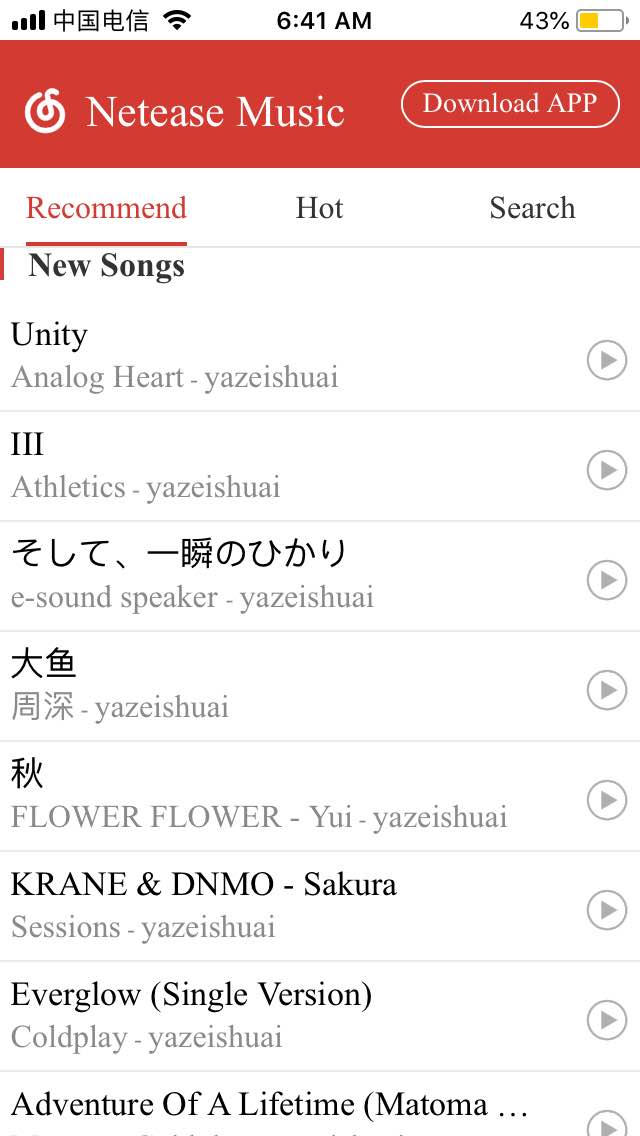 中国电信 6:41 AM 43%
Netease Music Download APP
Recommend Hot Search
New Songs
Unity
Analog Heart - yazeishuai
III
Athletics - yazeishuai
そして、一瞬のひかり
e-sound speaker - yazeishuai
大鱼
周深 - yazeishuai
秋
FLOWER FLOWER - Yui - yazeishuai
KRANE & DNMO - Sakura
Sessions - yazeishuai
Everglow (Single Version)
Coldplay - yazeishuai
Adventure Of A Lifetime (Matoma …